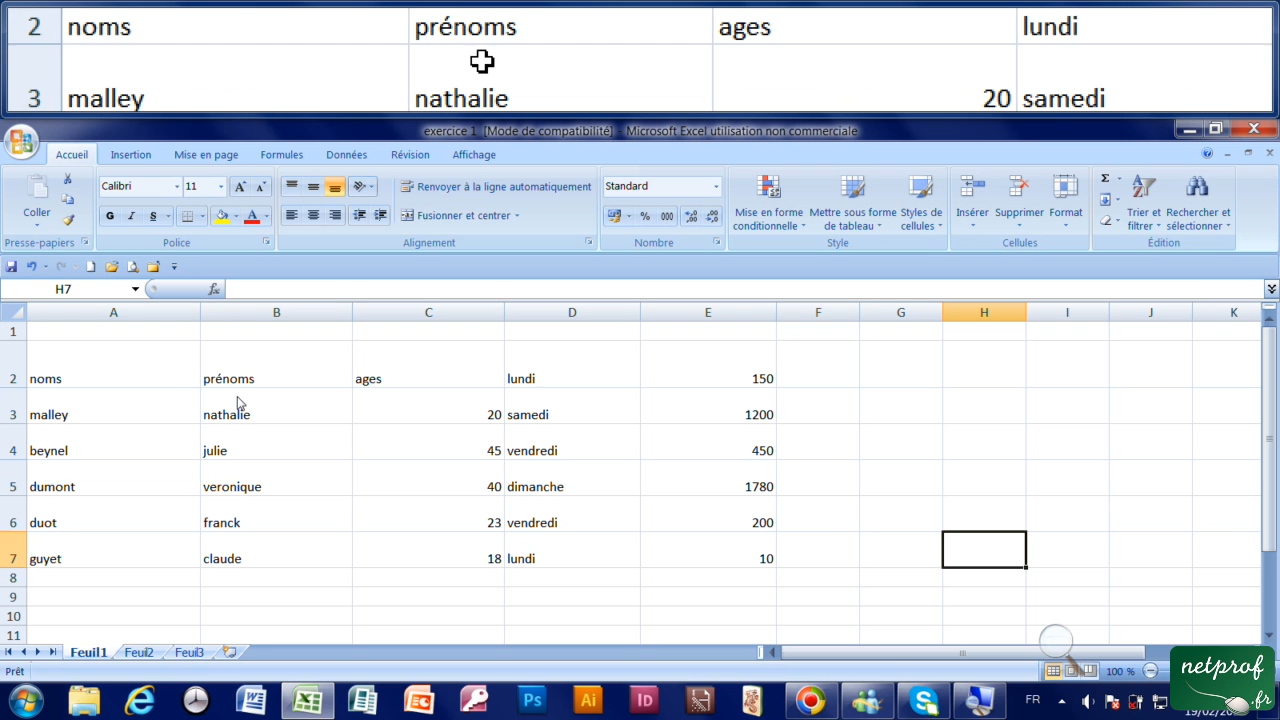 2 noms prénoms ages lundi
3 malley nathalie 20 samedi
exercice 1 [Mode de compatibilité] - Microsoft Excel utilisation non commerciale
Accueil Insertion Mise en page Formules Données Révision Affichage
Coller
Presse-papiers
Calibri 11
G I S
Police
Renvoyer à la ligne automatiquement
Fusionner et centrer
Alignement
Standard
% 000
Nombre
Mise en forme conditionnelle
Mettre sous forme de tableau
Styles de cellules
Style
Insérer Supprimer Format
Cellules
Trier et filtrer
Rechercher et sélectionner
Édition
H7
A B C D E F G H I J K
1
2 noms prénoms ages lundi 150
3 malley nathalie 20 samedi 1200
4 beynel julie 45 vendredi 450
5 dumont veronique 40 dimanche 1780
6 duot franck 23 vendredi 200
7 guyet claude 18 lundi 10
8
9
10
11
Feuil1 Feuil2 Feuil3
Prêt
100 %
Ps Ai Id
FR
netprof
.fr